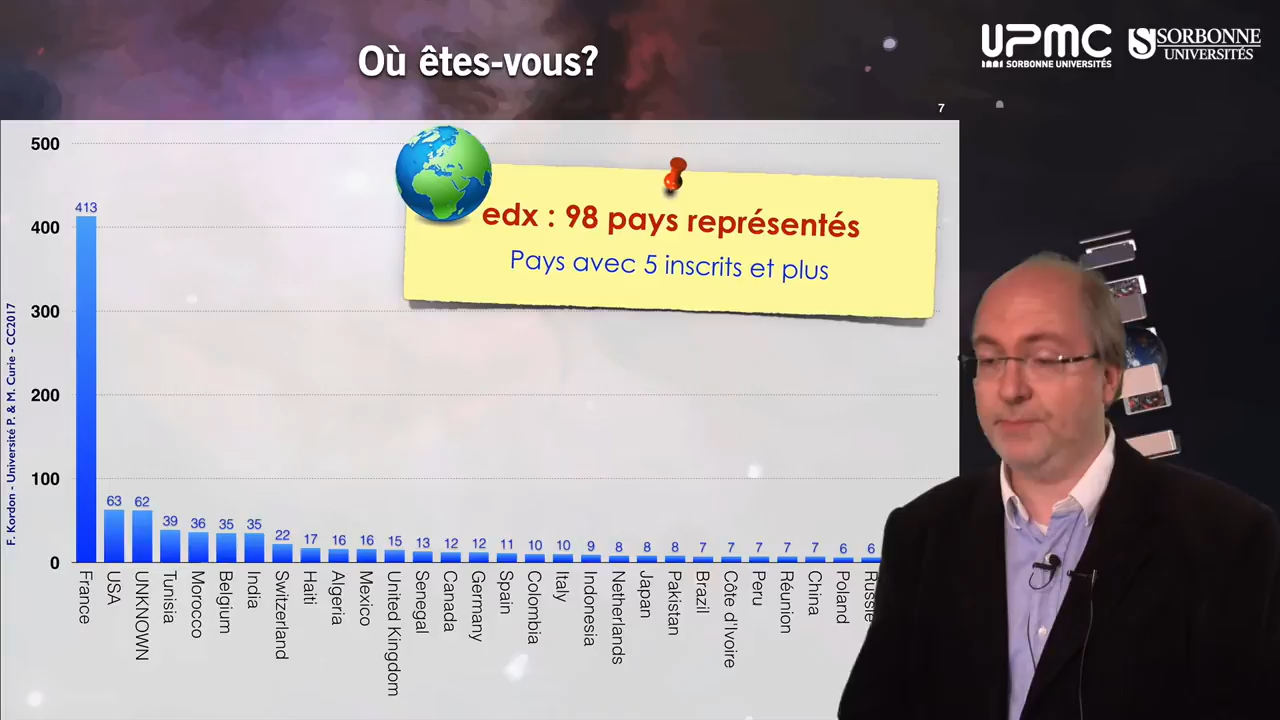 Où êtes-vous?
UPMC
SORBONNE UNIVERSITÉS
SORBONNE
UNIVERSITÉS
7
500
400
300
200
100
0
edx : 98 pays représentés
Pays avec 5 inscrits et plus
413
63
62
39
36
35
35
22
17
16
16
15
13
12
12
11
10
10
9
8
8
8
7
7
7
7
7
6
6
France
USA
UNKNOWN
Tunisia
Morocco
Belgium
India
Switzerland
Haiti
Algeria
Mexico
United Kingdom
Senegal
Canada
Germany
Spain
Colombia
Italy
Indonesia
Netherlands
Japan
Pakistan
Brazil
Côte d'Ivoire
Peru
Réunion
China
Poland
F. Kordon - Université P. & M. Curie - CC2017